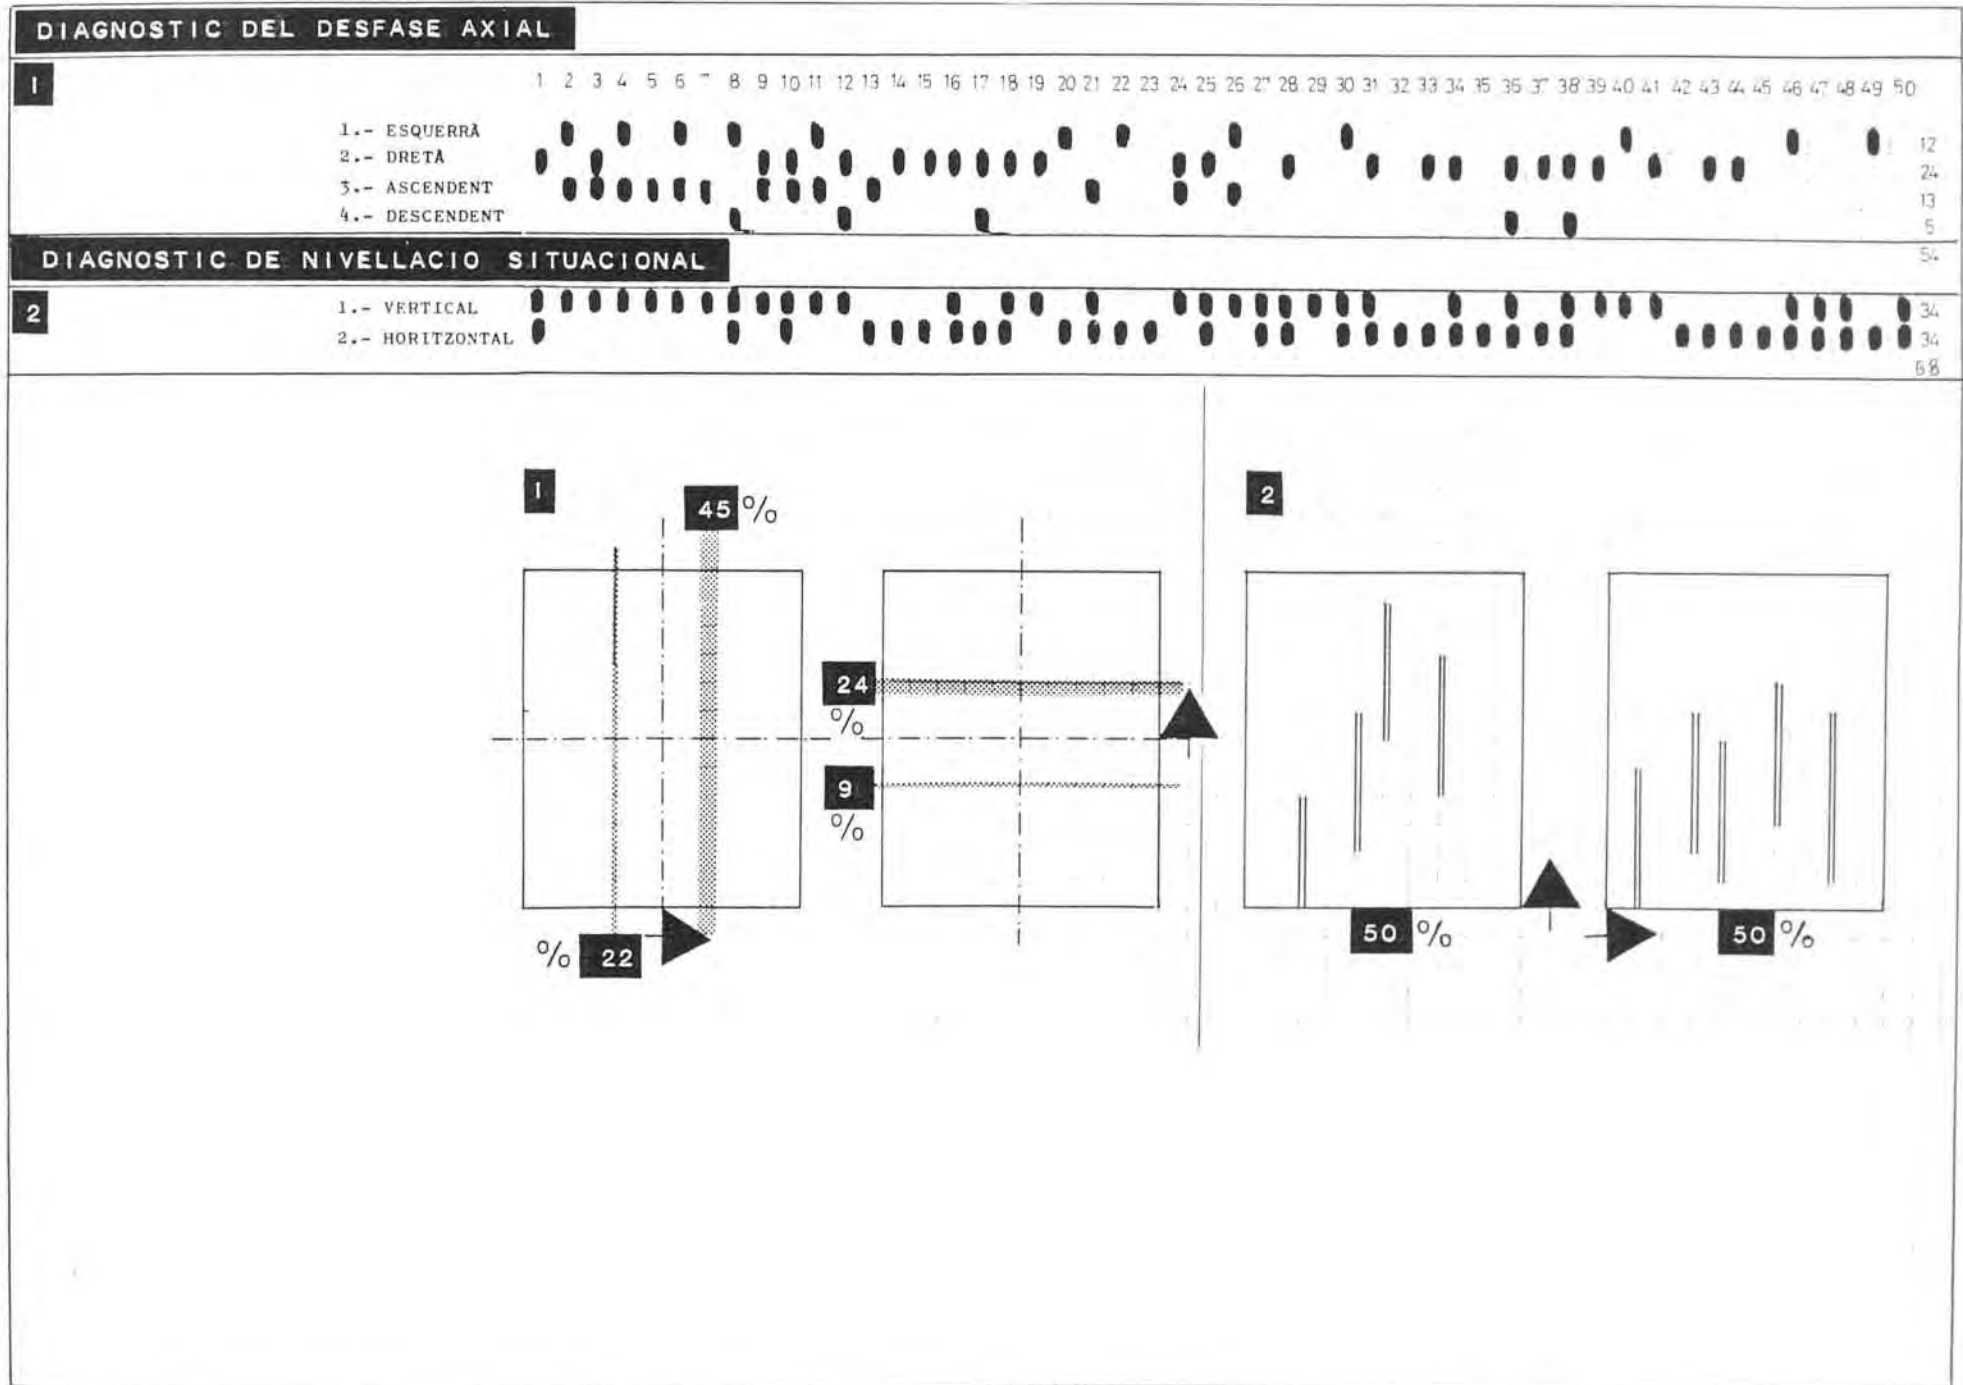 DIAGNOSTIC DEL DESFASE AXIAL
1 1 2 3 4 5 6 7 8 9 10 11 12 13 14 15 16 17 18 19 20 21 22 23 24 25 26 27 28 29 30 31 32 33 34 35 36 37 38 39 40 41 42 43 44 45 46 47 48 49 50
1.- ESQUERRÀ 12
2.- DRETÀ 24
3.- ASCENDENT 13
4.- DESCENDENT 5
54
DIAGNOSTIC DE NIVELLACIO SITUACIONAL
2 1.- VERTICAL 34
2.- HORITZONTAL 34
68
1 45 % 2
24 %
9 %
% 22 50 % 50 %